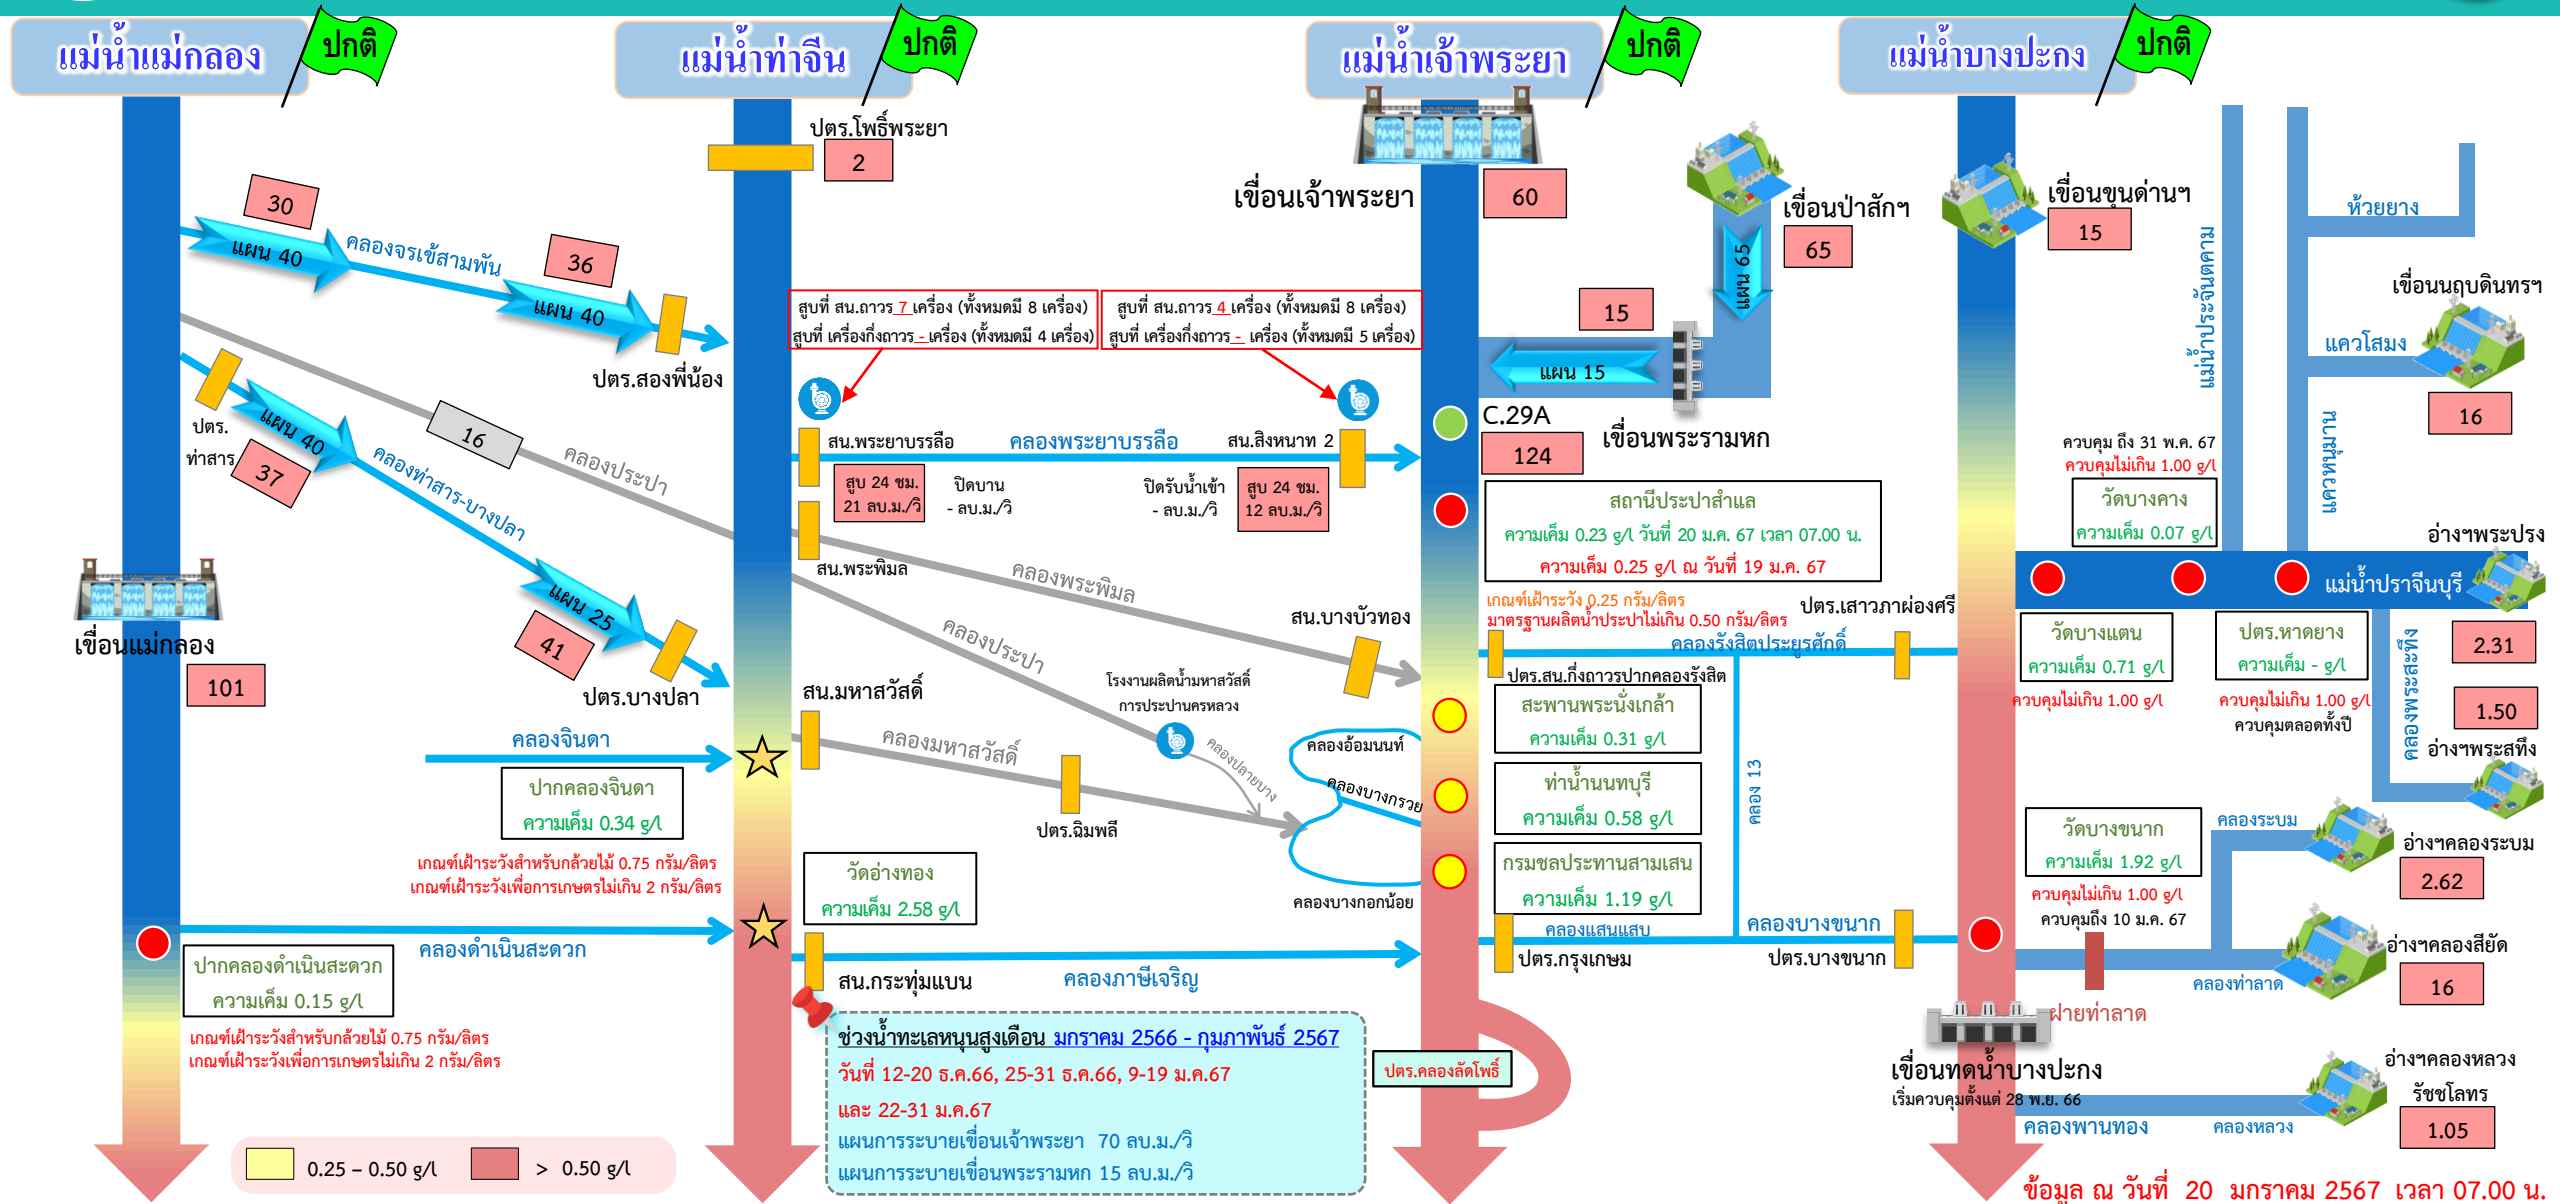 แม่น้ำแม่กลอง
ปกติ
แม่น้ำท่าจีน
ปกติ
แม่น้ำเจ้าพระยา
ปกติ
แม่น้ำบางปะกง
ปกติ
30
แผน 40
คลองจรเข้สามพัน
36
แผน 40
ปตร.สองพี่น้อง
ปตร.
ท่าสาร
แผน 40
37
คลองท่าสาร-บางปลา
16
คลองประปา
แผน 25
41
ปตร.บางปลา
เขื่อนแม่กลอง
101
คลองจินดา
ปากคลองจินดา
ความเค็ม 0.34 g/l
เกณฑ์เฝ้าระวังสำหรับกล้วยไม้ 0.75 กรัม/ลิตร
เกณฑ์เฝ้าระวังเพื่อการเกษตรไม่เกิน 2 กรัม/ลิตร
คลองดำเนินสะดวก
ปากคลองดำเนินสะดวก
ความเค็ม 0.15 g/l
เกณฑ์เฝ้าระวังสำหรับกล้วยไม้ 0.75 กรัม/ลิตร
เกณฑ์เฝ้าระวังเพื่อการเกษตรไม่เกิน 2 กรัม/ลิตร
0.25 – 0.50 g/l
> 0.50 g/l
ปตร.โพธิ์พระยา
2
สูบที่ สน.ถาวร 7 เครื่อง (ทั้งหมดมี 8 เครื่อง)
สูบที่ เครื่องกึ่งถาวร - เครื่อง (ทั้งหมดมี 4 เครื่อง)
สูบที่ สน.ถาวร 4 เครื่อง (ทั้งหมดมี 8 เครื่อง)
สูบที่ เครื่องกึ่งถาวร - เครื่อง (ทั้งหมดมี 5 เครื่อง)
สน.พระยาบรรลือ
คลองพระยาบรรลือ
สน.สิงหนาท 2
สูบ 24 ชม.
21 ลบ.ม./วิ
ปิดบาน
- ลบ.ม./วิ
ปิดรับน้ำเข้า
- ลบ.ม./วิ
สูบ 24 ชม.
12 ลบ.ม./วิ
สน.พระพิมล
คลองพระพิมล
สน.บางบัวทอง
คลองประปา
โรงงานผลิตน้ำมหาสวัสดิ์
การประปานครหลวง
สน.มหาสวัสดิ์
คลองมหาสวัสดิ์
คลองปลายบาง
ปตร.ฉิมพลี
คลองอ้อมนนท์
คลองบางกรวย
คลองบางกอกน้อย
วัดอ่างทอง
ความเค็ม 2.58 g/l
สน.กระทุ่มแบน
คลองภาษีเจริญ
ช่วงน้ำทะเลหนุนสูงเดือน มกราคม 2566 - กุมภาพันธ์ 2567
วันที่ 12-20 ธ.ค.66, 25-31 ธ.ค.66, 9-19 ม.ค.67
และ 22-31 ม.ค.67
แผนการระบายเขื่อนเจ้าพระยา 70 ลบ.ม./วิ
แผนการระบายเขื่อนพระรามหก 15 ลบ.ม./วิ
ปตร.คลองลัดโพธิ์
เขื่อนเจ้าพระยา
60
เขื่อนป่าสักฯ
65
แผน 65
15
แผน 15
เขื่อนพระรามหก
C.29A
124
สถานีประปาสำแล
ความเค็ม 0.23 g/l วันที่ 20 ม.ค. 67 เวลา 07.00 น.
ความเค็ม 0.25 g/l ณ วันที่ 19 ม.ค. 67
เกณฑ์เฝ้าระวัง 0.25 กรัม/ลิตร
มาตรฐานผลิตน้ำประปาไม่เกิน 0.50 กรัม/ลิตร
ปตร.เสาวภาผ่องศรี
คลองรังสิตประยูรศักดิ์
ปตร.สน.กึ่งถาวรปากคลองรังสิต
สะพานพระนั่งเกล้า
ความเค็ม 0.31 g/l
ท่าน้ำนนทบุรี
ความเค็ม 0.58 g/l
คลอง 13
กรมชลประทานสามเสน
ความเค็ม 1.19 g/l
คลองแสนแสบ
ปตร.กรุงเกษม
คลองบางขนาก
ปตร.บางขนาก
เขื่อนขุนด่านฯ
15
แม่น้ำประจันตคาม
ห้วยยาง
เขื่อนนฤบดินทรฯ
แควโสมง
16
แควหนุมาน
ควบคุม ถึง 31 พ.ค. 67
ควบคุมไม่เกิน 1.00 g/l
วัดบางคาง
ความเค็ม 0.07 g/l
อ่างฯพระปรง
แม่น้ำปราจีนบุรี
2.31
วัดบางแตน
ความเค็ม 0.71 g/l
ควบคุมไม่เกิน 1.00 g/l
ปตร.หาดยาง
ความเค็ม - g/l
ควบคุมไม่เกิน 1.00 g/l
ควบคุมตลอดทั้งปี
คลองพระสะทึง
1.50
อ่างฯพระสทึง
วัดบางขนาก
ความเค็ม 1.92 g/l
ควบคุมไม่เกิน 1.00 g/l
ควบคุมถึง 10 ม.ค. 67
คลองระบม
อ่างฯคลองระบม
2.62
อ่างฯคลองสียัด
16
คลองท่าลาด
ฝายท่าลาด
เขื่อนทดน้ำบางปะกง
เริ่มควบคุมตั้งแต่ 28 พ.ย. 66
อ่างฯคลองหลวง
รัชชโลทร
1.05
คลองพานทอง
คลองหลวง
ข้อมูล ณ วันที่ 20 มกราคม 2567 เวลา 07.00 น.